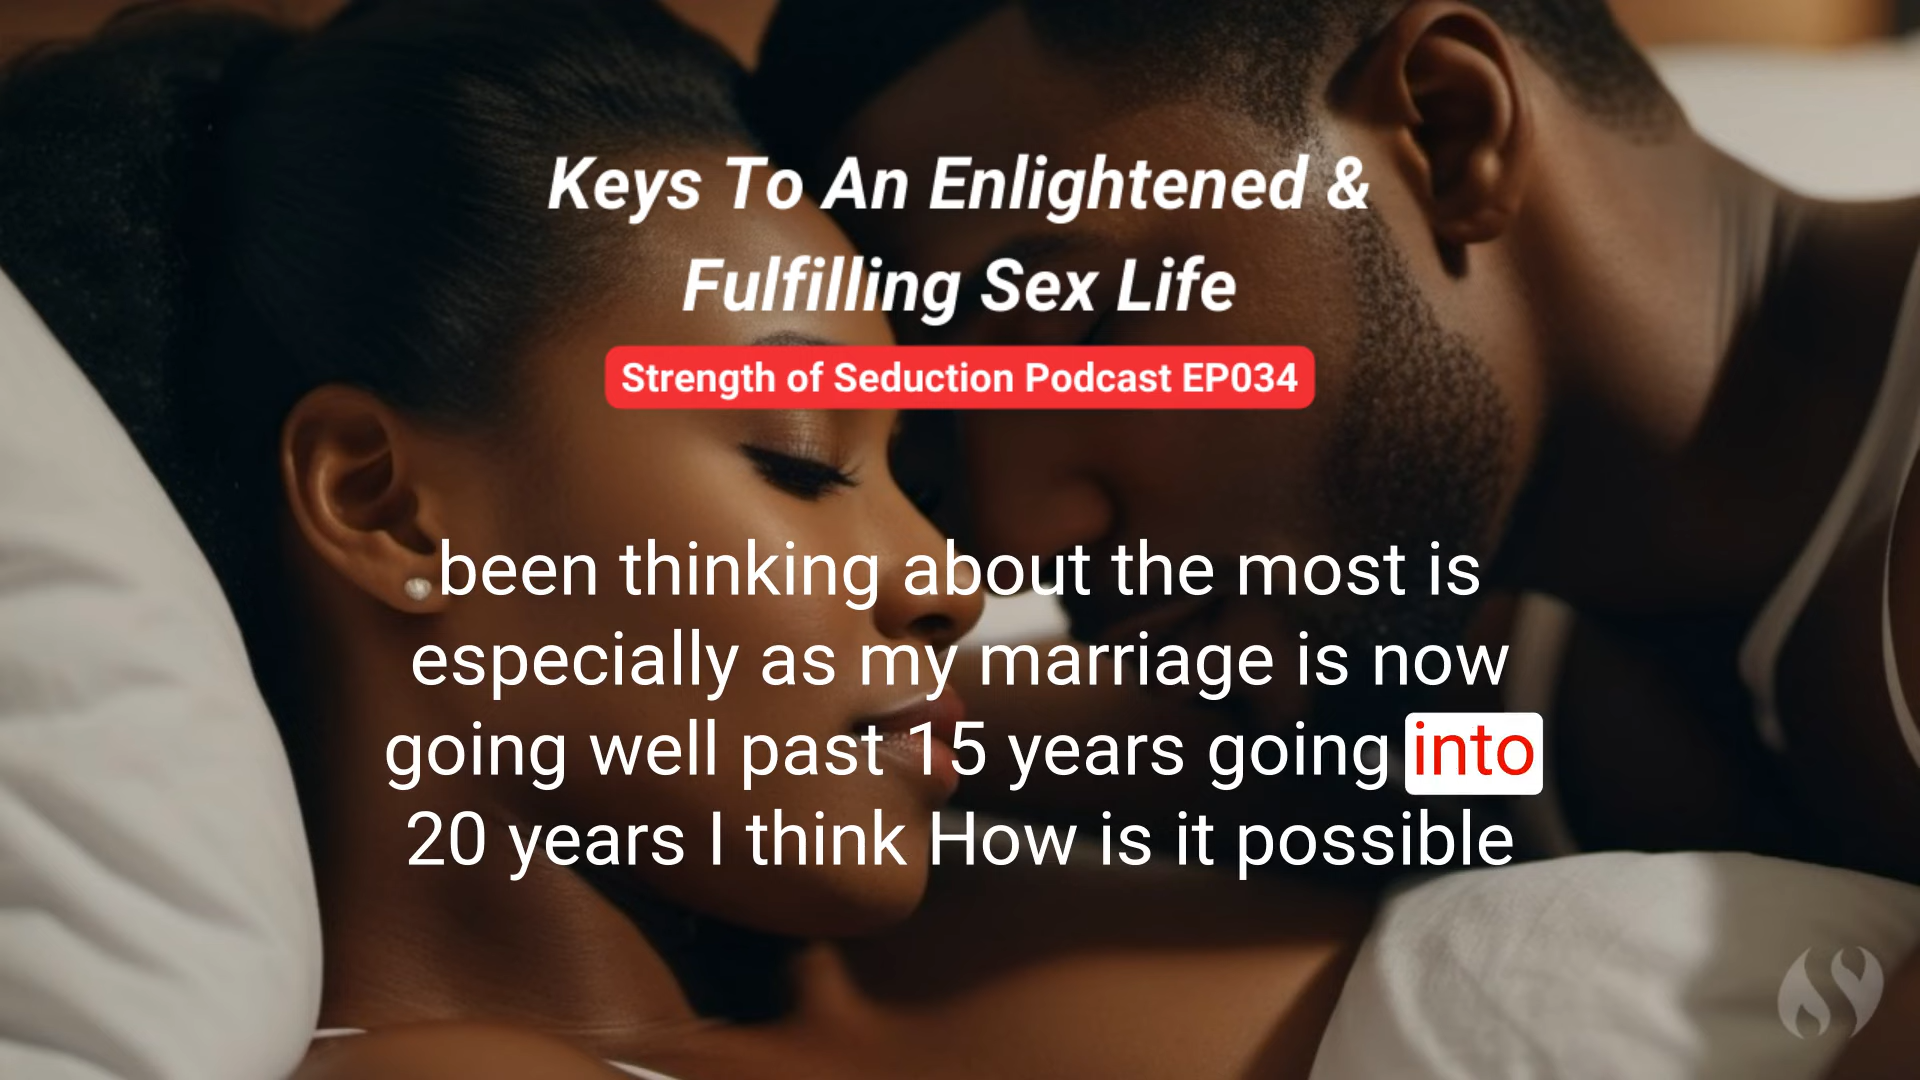 Keys To An Enlightened &
Fulfilling Sex Life
Strength of Seduction Podcast EP034
been thinking about the most is
especially as my marriage is now
going well past 15 years going into
20 years I think How is it possible